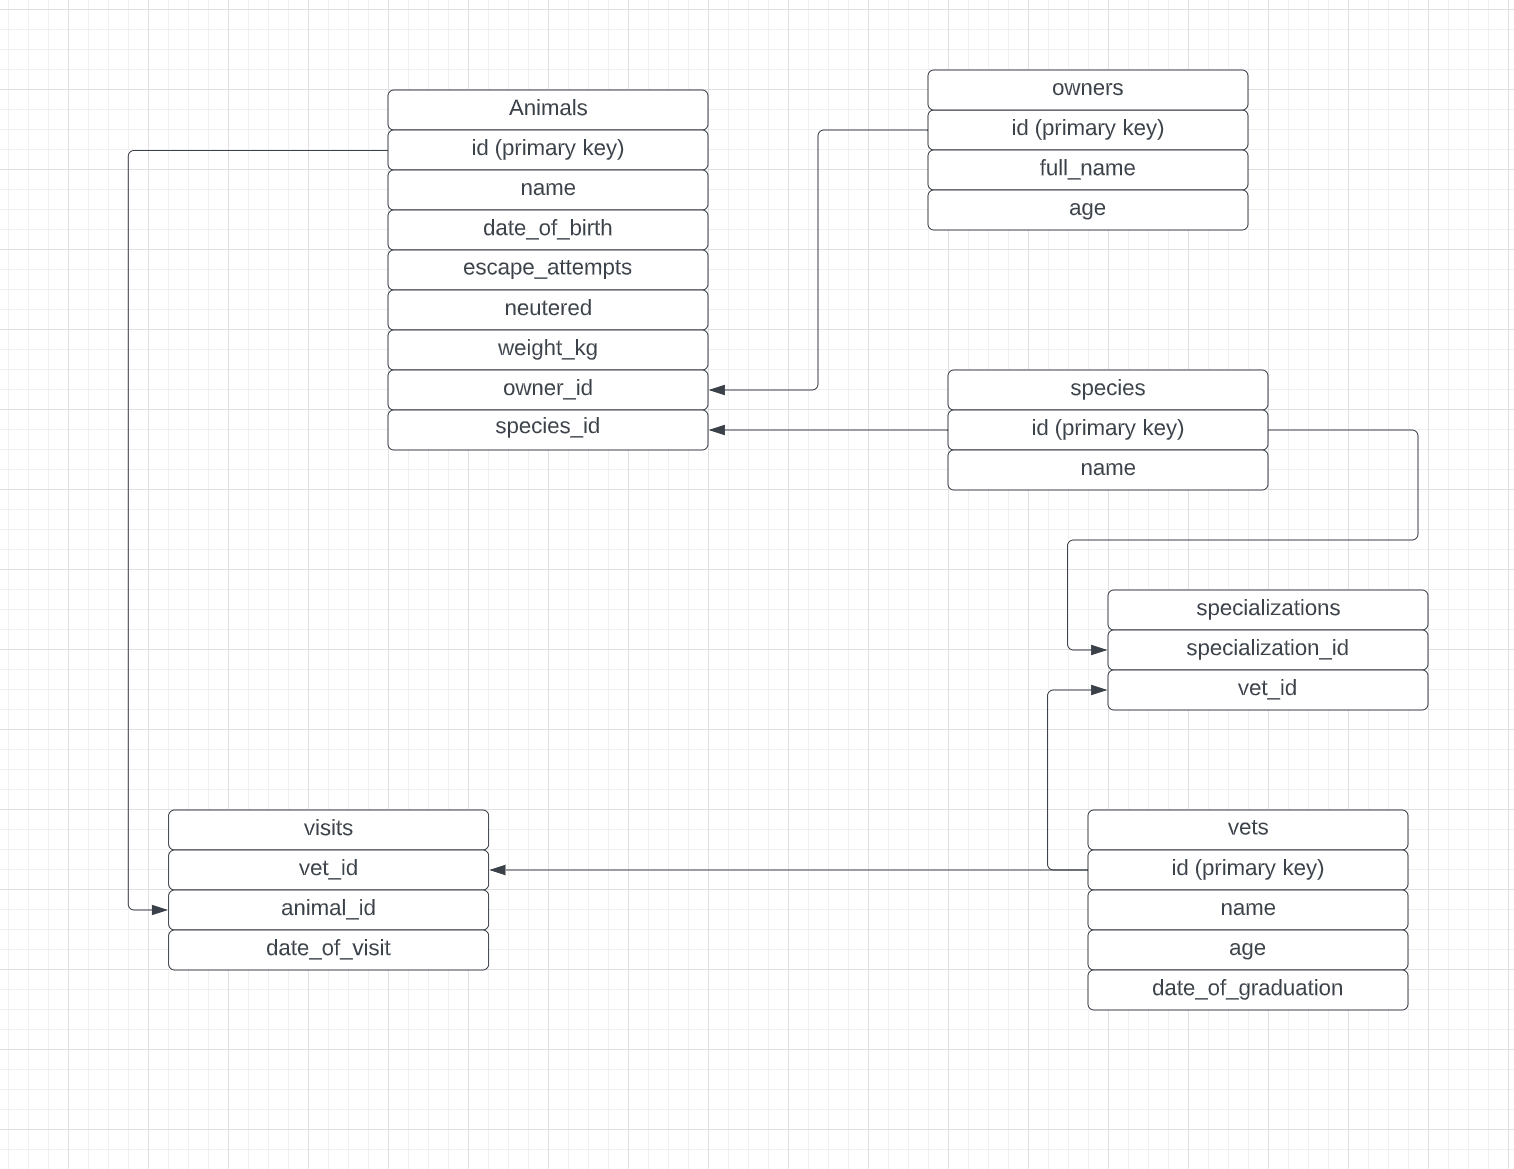 Animals
id (primary key)
name
date_of_birth
escape_attempts
neutered
weight_kg
owner_id
species_id
owners
id (primary key)
full_name
age
species
id (primary key)
name
specializations
specialization_id
vet_id
visits
vet_id
animal_id
date_of_visit
vets
id (primary key)
name
age
date_of_graduation